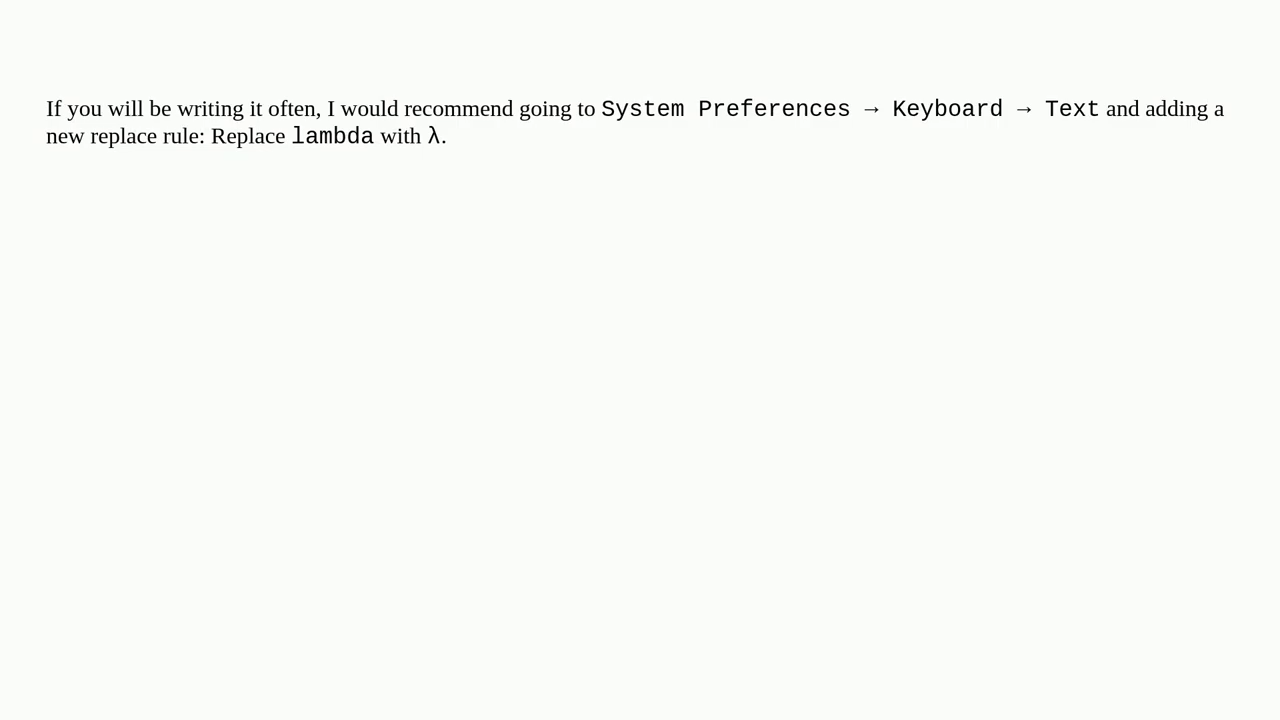 If you will be writing it often, I would recommend going to System Preferences → Keyboard → Text and adding a
new replace rule: Replace lambda with λ.